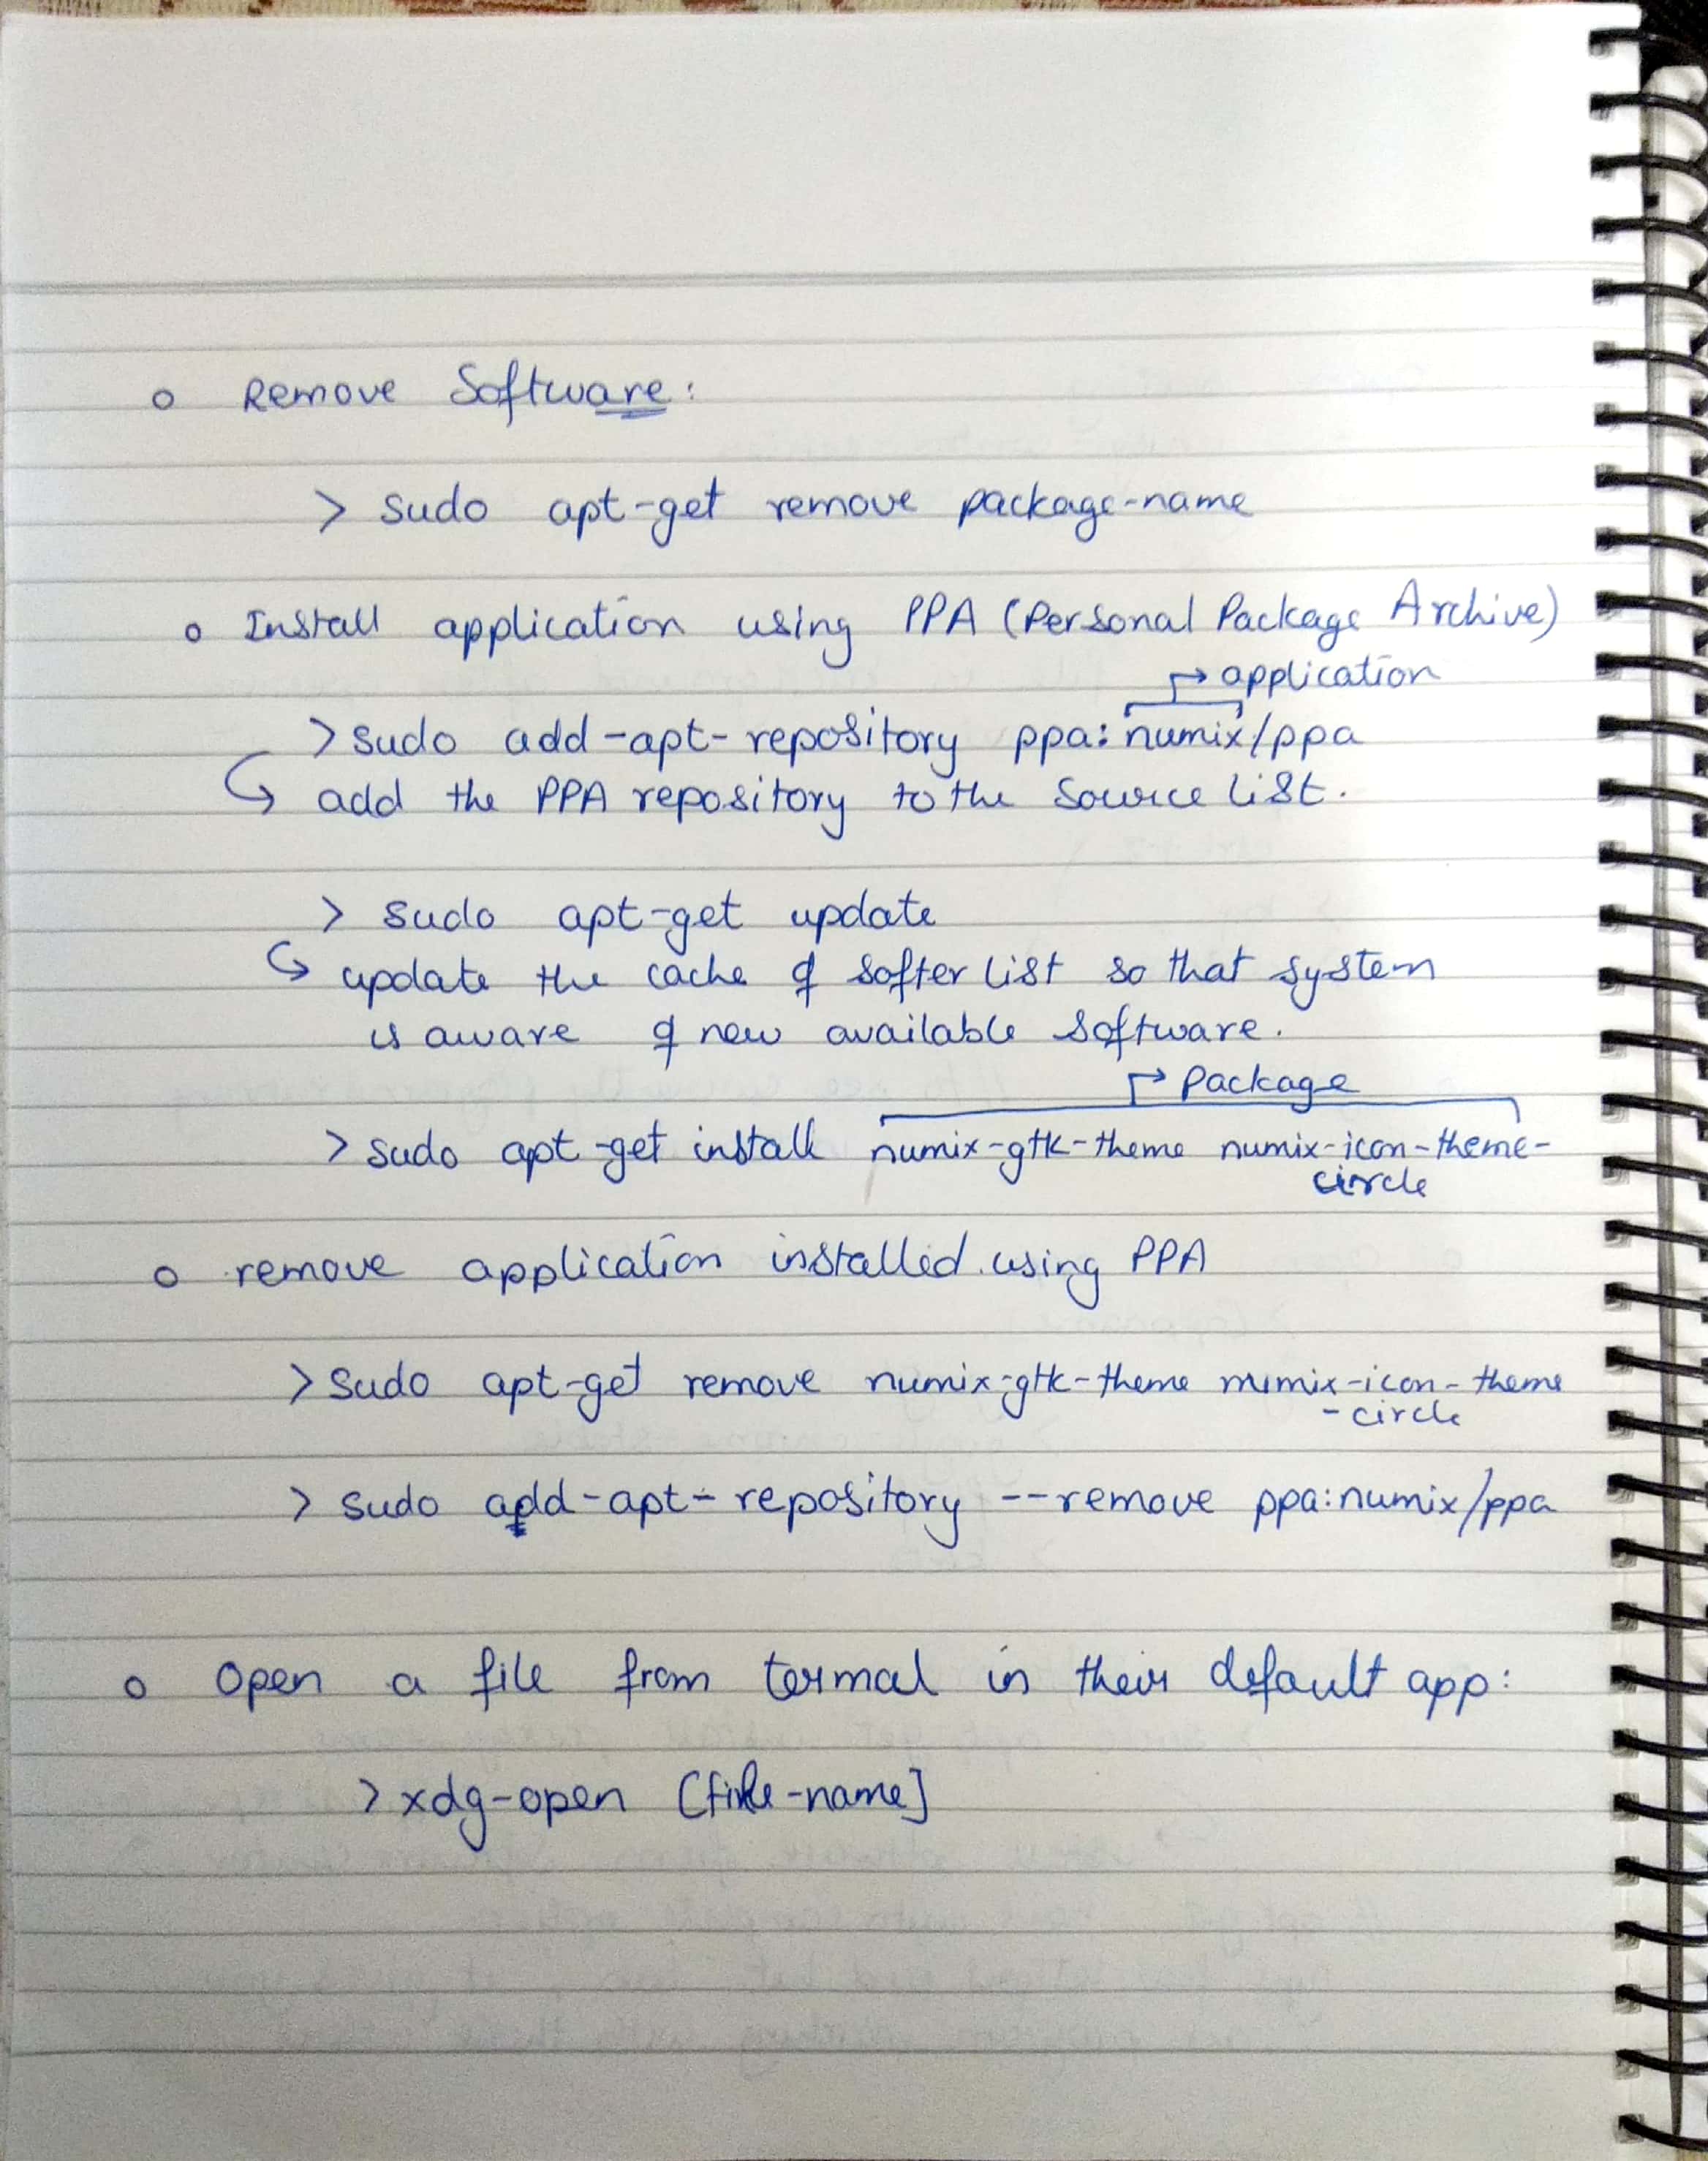 o Remove Software:
> sudo apt-get remove package-name
o Install application using PPA (Personal Package Archive)
↱ application
> sudo add-apt-repository ppa:numix/ppa
↳ add the PPA repository to the source list.
> sudo apt-get update
↳ update the cache of softer list so that system
is aware of new available software.
↱ Package
> sudo apt-get install numix-gtk-theme numix-icon-theme-
circle
o remove application installed using PPA
> sudo apt-get remove numix-gtk-theme numix-icon-theme
-circle
> sudo add-apt-repository --remove ppa:numix/ppa
o Open a file from termal in their default app:
> xdg-open [file-name]